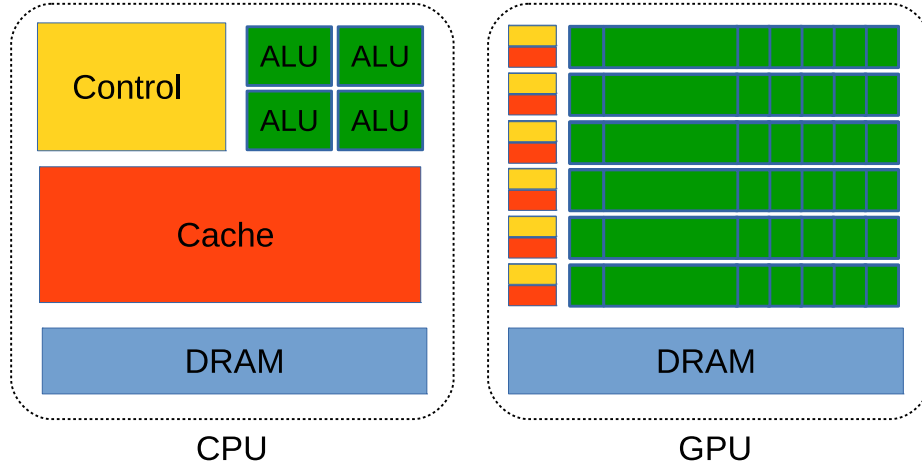 Control
ALU ALU
ALU ALU
Cache
DRAM
CPU
DRAM
GPU